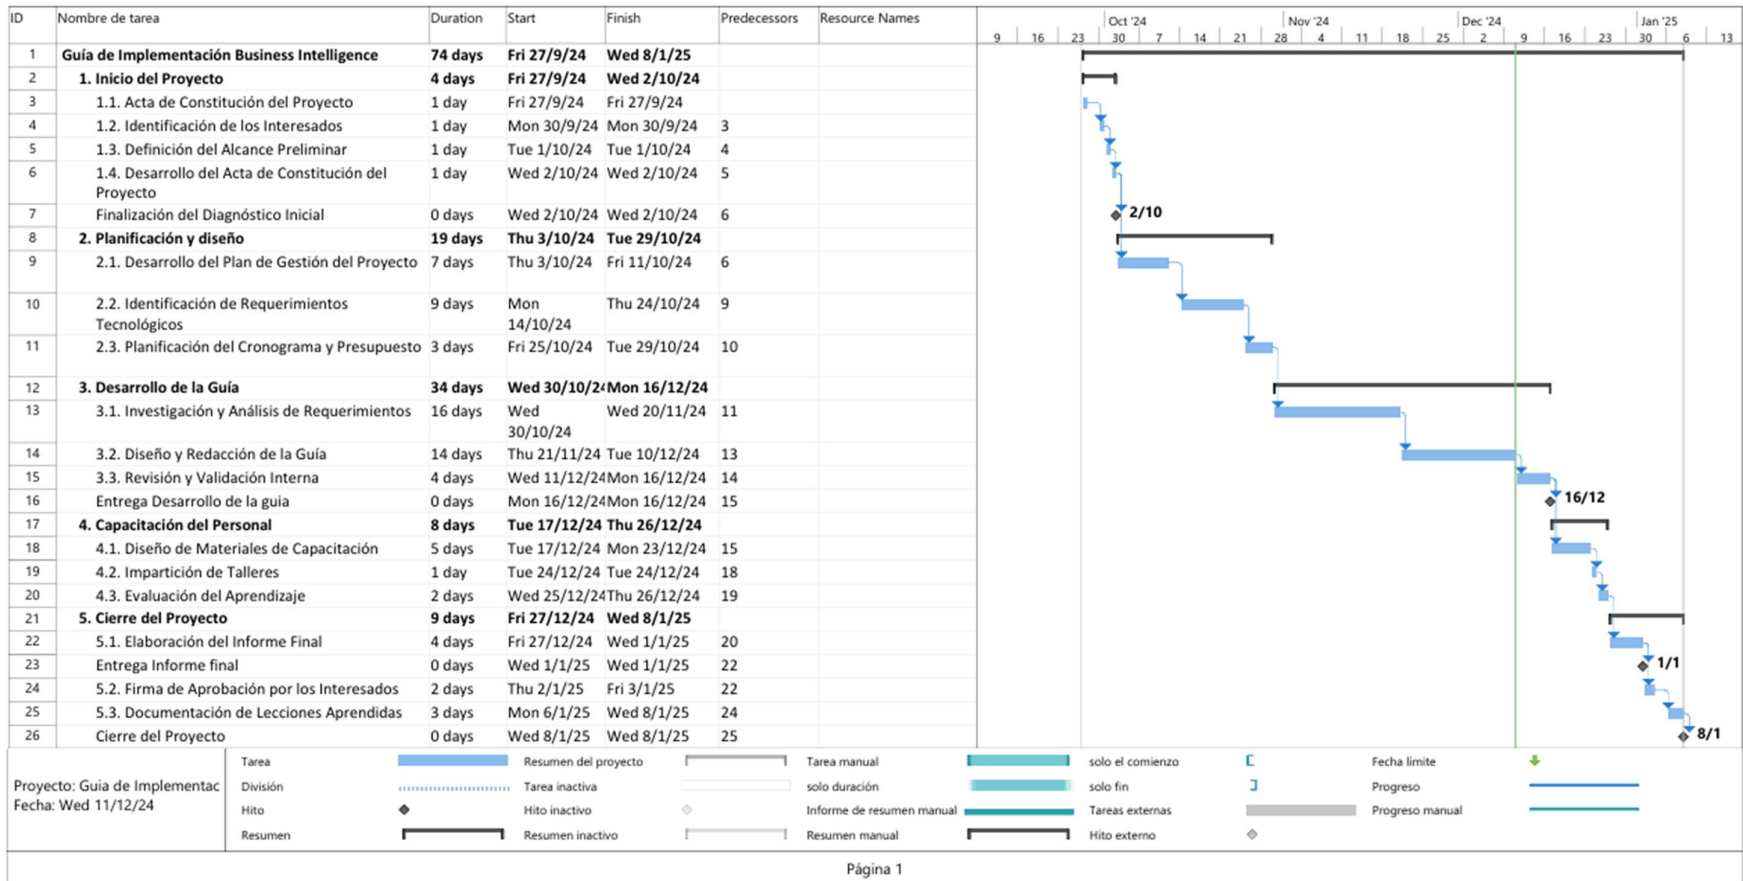 ID Nombre de tarea Duration Start Finish Predecessors Resource Names Oct '24 Nov '24 Dec '24 Jan '25
9 16 23 30 7 14 21 28 4 11 18 25 2 9 16 23 30 6 13
1 Guía de Implementación Business Intelligence 74 days Fri 27/9/24 Wed 8/1/25
2 1. Inicio del Proyecto 4 days Fri 27/9/24 Wed 2/10/24
3 1.1. Acta de Constitución del Proyecto 1 day Fri 27/9/24 Fri 27/9/24
4 1.2. Identificación de los Interesados 1 day Mon 30/9/24 Mon 30/9/24 3
5 1.3. Definición del Alcance Preliminar 1 day Tue 1/10/24 Tue 1/10/24 4
6 1.4. Desarrollo del Acta de Constitución del 1 day Wed 2/10/24 Wed 2/10/24 5
Proyecto
7 Finalización del Diagnóstico Inicial 0 days Wed 2/10/24 Wed 2/10/24 6 2/10
8 2. Planificación y diseño 19 days Thu 3/10/24 Tue 29/10/24
9 2.1. Desarrollo del Plan de Gestión del Proyecto 7 days Thu 3/10/24 Fri 11/10/24 6
10 2.2. Identificación de Requerimientos 9 days Mon Thu 24/10/24 9
Tecnológicos 14/10/24
11 2.3. Planificación del Cronograma y Presupuesto 3 days Fri 25/10/24 Tue 29/10/24 10
12 3. Desarrollo de la Guía 34 days Wed 30/10/24 Mon 16/12/24
13 3.1. Investigación y Análisis de Requerimientos 16 days Wed Wed 20/11/24 11
30/10/24
14 3.2. Diseño y Redacción de la Guía 14 days Thu 21/11/24 Tue 10/12/24 13
15 3.3. Revisión y Validación Interna 4 days Wed 11/12/24 Mon 16/12/24 14
16 Entrega Desarrollo de la guia 0 days Mon 16/12/24 Mon 16/12/24 15 16/12
17 4. Capacitación del Personal 8 days Tue 17/12/24 Thu 26/12/24
18 4.1. Diseño de Materiales de Capacitación 5 days Tue 17/12/24 Mon 23/12/24 15
19 4.2. Impartición de Talleres 1 day Tue 24/12/24 Tue 24/12/24 18
20 4.3. Evaluación del Aprendizaje 2 days Wed 25/12/24 Thu 26/12/24 19
21 5. Cierre del Proyecto 9 days Fri 27/12/24 Wed 8/1/25
22 5.1. Elaboración del Informe Final 4 days Fri 27/12/24 Wed 1/1/25 20
23 Entrega Informe final 0 days Wed 1/1/25 Wed 1/1/25 22 1/1
24 5.2. Firma de Aprobación por los Interesados 2 days Thu 2/1/25 Fri 3/1/25 22
25 5.3. Documentación de Lecciones Aprendidas 3 days Mon 6/1/25 Wed 8/1/25 24
26 Cierre del Proyecto 0 days Wed 8/1/25 Wed 8/1/25 25 8/1
Proyecto: Guia de Implementac
Fecha: Wed 11/12/24
Tarea Resumen del proyecto Tarea manual solo el comienzo Fecha límite
División Tarea inactiva solo duración solo fin Progreso
Hito Hito inactivo Informe de resumen manual Tareas externas Progreso manual
Resumen Resumen inactivo Resumen manual Hito externo
Página 1